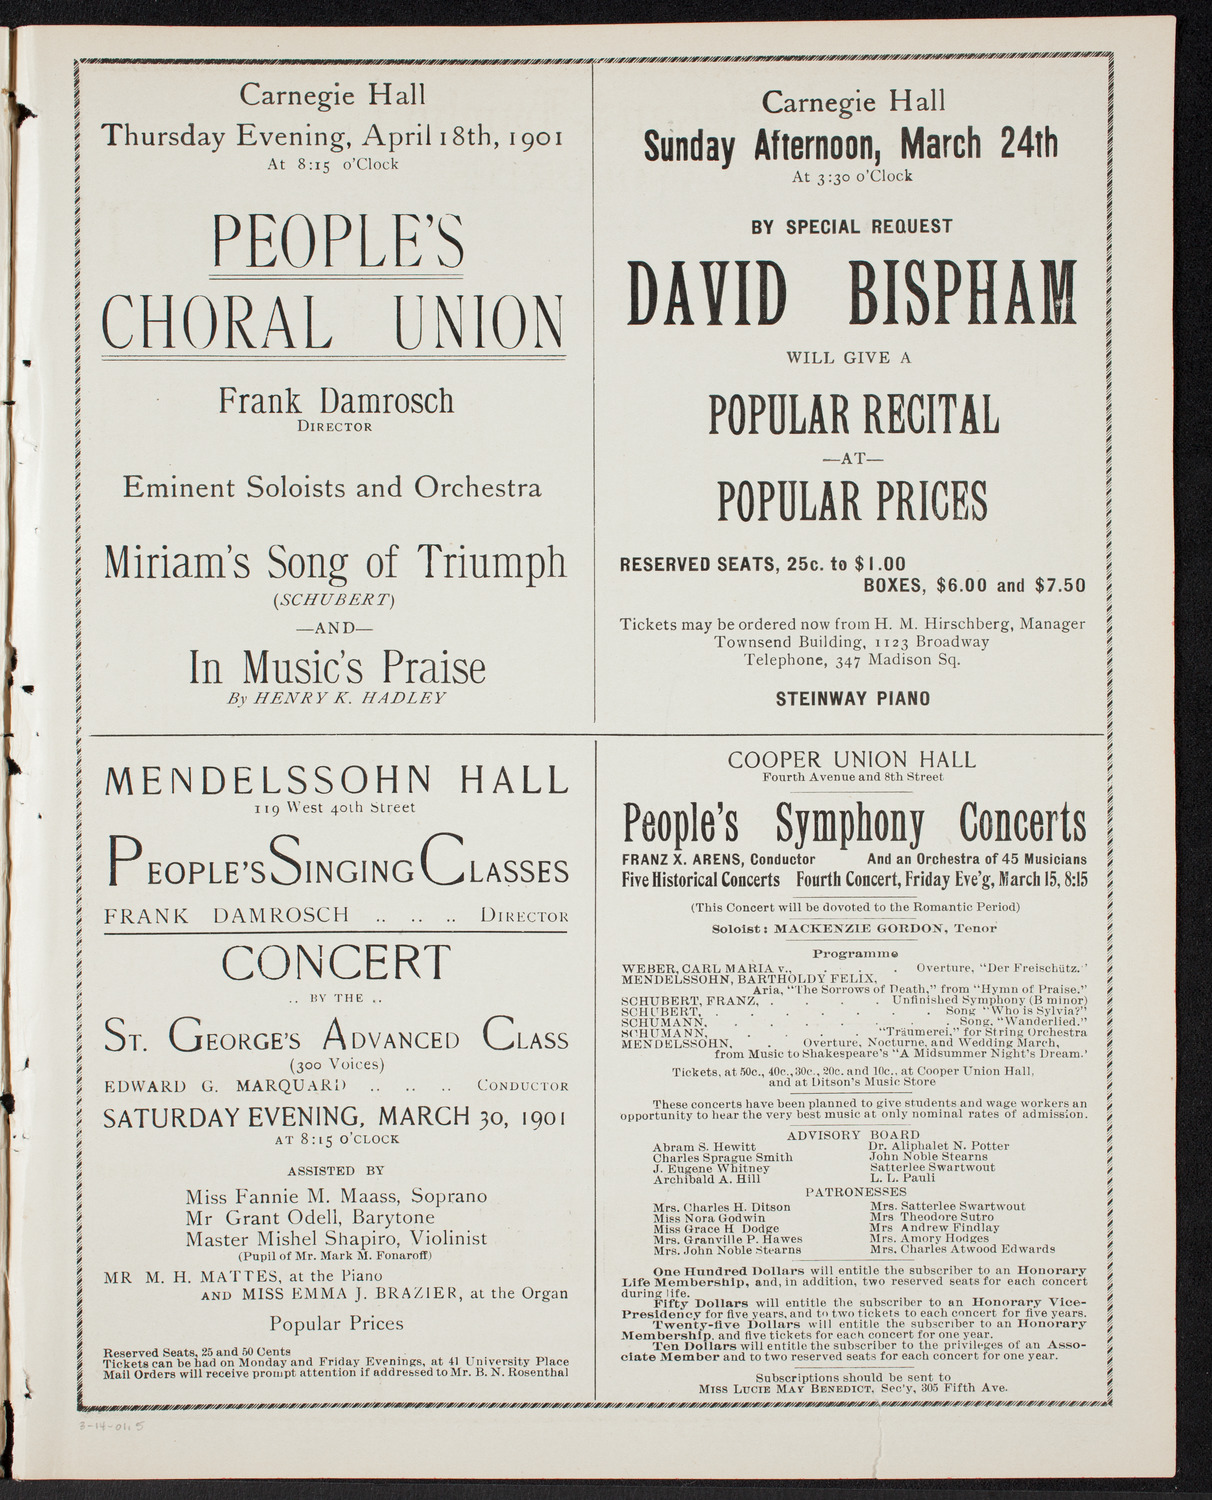 Carnegie Hall
Thursday Evening, April 18th, 1901
At 8:15 o'Clock
PEOPLE'S
CHORAL UNION
Frank Damrosch
DIRECTOR
Eminent Soloists and Orchestra
Miriam's Song of Triumph
(SCHUBERT)
—AND—
In Music's Praise
By HENRY K. HADLEY
Carnegie Hall
Sunday Afternoon, March 24th
At 3:30 o'Clock
BY SPECIAL REQUEST
DAVID BISPHAM
WILL GIVE A
POPULAR RECITAL
—AT—
POPULAR PRICES
RESERVED SEATS, 25c. to $1.00
BOXES, $6.00 and $7.50
Tickets may be ordered now from H. M. Hirschberg, Manager
Townsend Building, 1123 Broadway
Telephone, 347 Madison Sq.
STEINWAY PIANO
MENDELSSOHN HALL
119 West 40th Street
PEOPLE'S SINGING CLASSES
FRANK DAMROSCH .. .. .. DIRECTOR
CONCERT
.. BY THE ..
ST. GEORGE'S ADVANCED CLASS
(300 Voices)
EDWARD G. MARQUARD .. .. .. CONDUCTOR
SATURDAY EVENING, MARCH 30, 1901
AT 8:15 O'CLOCK
ASSISTED BY
Miss Fannie M. Maass, Soprano
Mr Grant Odell, Barytone
Master Mishel Shapiro, Violinist
(Pupil of Mr. Mark M. Fonaroff)
MR M. H. MATTES, at the Piano
AND MISS EMMA J. BRAZIER, at the Organ
Popular Prices
Reserved Seats, 25 and 50 Cents
Tickets can be had on Monday and Friday Evenings, at 41 University Place
Mail Orders will receive prompt attention if addressed to Mr. B. N. Rosenthal
COOPER UNION HALL
Fourth Avenue and 8th Street
People's Symphony Concerts
FRANZ X. ARENS, Conductor And an Orchestra of 45 Musicians
Five Historical Concerts Fourth Concert, Friday Eve'g, March 15, 8:15
(This Concert will be dovoted to the Romantic Period)
Soloist: MACKENZIE GORDON, Tenor
Programme
WEBER, CARL MARIA v., . . . . Overture, "Der Freischütz.'
MENDELSSOHN, BARTHOLDY FELIX,
Aria, "The Sorrows of Death," from "Hymn of Praise."
SCHUBERT, FRANZ, . . . . Unfinished Symphony (B minor)
SCHUBERT, . . . . . . . Song "Who is Sylvia?"
SCHUMANN, . . . . . . . Song, "Wanderlied."
SCHUMANN, . . . . "Träumerei," for String Orchestra
MENDELSSOHN, . Overture, Nocturne, and Wedding March,
from Music to Shakespeare's "A Midsummer Night's Dream.'
Tickets, at 50c., 40c., 30c., 20c. and 10c., at Cooper Union Hall,
and at Ditson's Music Store
These concerts have been planned to give students and wage workers an
opportunity to hear the very best music at only nominal rates of admission.
ADVISORY BOARD
Abram S. Hewitt Dr. Aliphalet N. Potter
Charles Sprague Smith John Noble Stearns
J. Eugene Whitney Satterlee Swartwout
Archibald A. Hill L. L. Pauli
PATRONESSES
Mrs. Charles H. Ditson Mrs. Satterlee Swartwout
Miss Nora Godwin Mrs Theodore Sutro
Miss Grace H Dodge Mrs Andrew Findlay
Mrs. Granville P. Hawes Mrs. Amory Hodges
Mrs. John Noble Stearns Mrs. Charles Atwood Edwards
One Hundred Dollars will entitle the subscriber to an Honorary
Life Membership, and, in addition, two reserved seats for each concert
during life.
Fifty Dollars will entitle the subscriber to an Honorary Vice-
Presidency for five years, and to two tickets to each concert for five years.
Twenty-five Dollars will entitle the subscriber to an Honorary
Membership, and five tickets for each concert for one year.
Ten Dollars will entitle the subscriber to the privileges of an Asso-
ciate Member and to two reserved seats for each concert for one year.
Subscriptions should be sent to
MISS LUCIE MAY BENEDICT, Sec'y, 305 Fifth Ave.
3-14-01:5